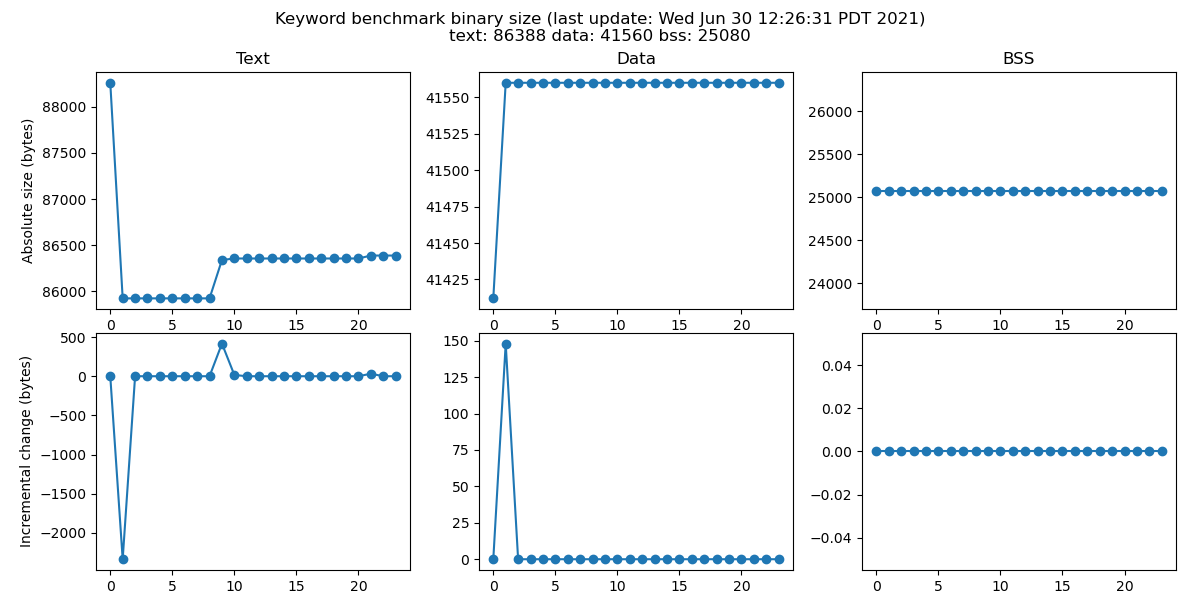 Keyword benchmark binary size (last update: Wed Jun 30 12:26:31 PDT 2021)
text: 86388 data: 41560 bss: 25080
Text
Data
BSS
Absolute size (bytes)
88000
87500
87000
86500
86000
0 5 10 15 20
41550
41525
41500
41475
41450
41425
0 5 10 15 20
26000
25500
25000
24500
24000
0 5 10 15 20
Incremental change (bytes)
500
0
−500
−1000
−1500
−2000
0 5 10 15 20
150
125
100
75
50
25
0
0 5 10 15 20
0.04
0.02
0.00
−0.02
−0.04
0 5 10 15 20